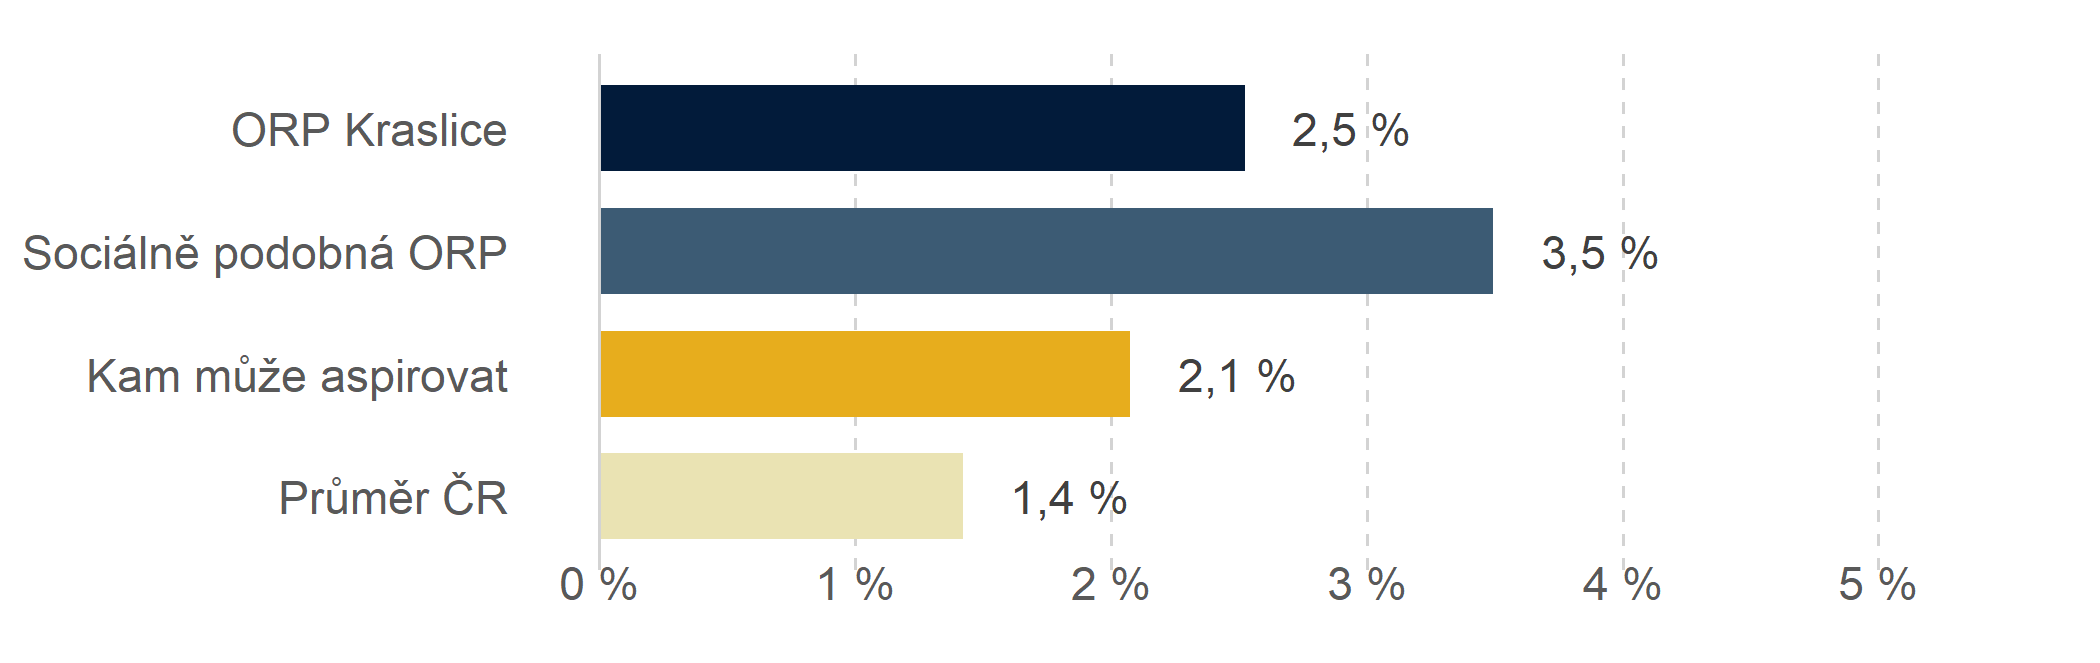 ORP Kraslice
2,5 %
Sociálně podobná ORP
3,5 %
Kam může aspirovat
2,1 %
Průměr ČR
1,4 %
0 % 1 % 2 % 3 % 4 % 5 %